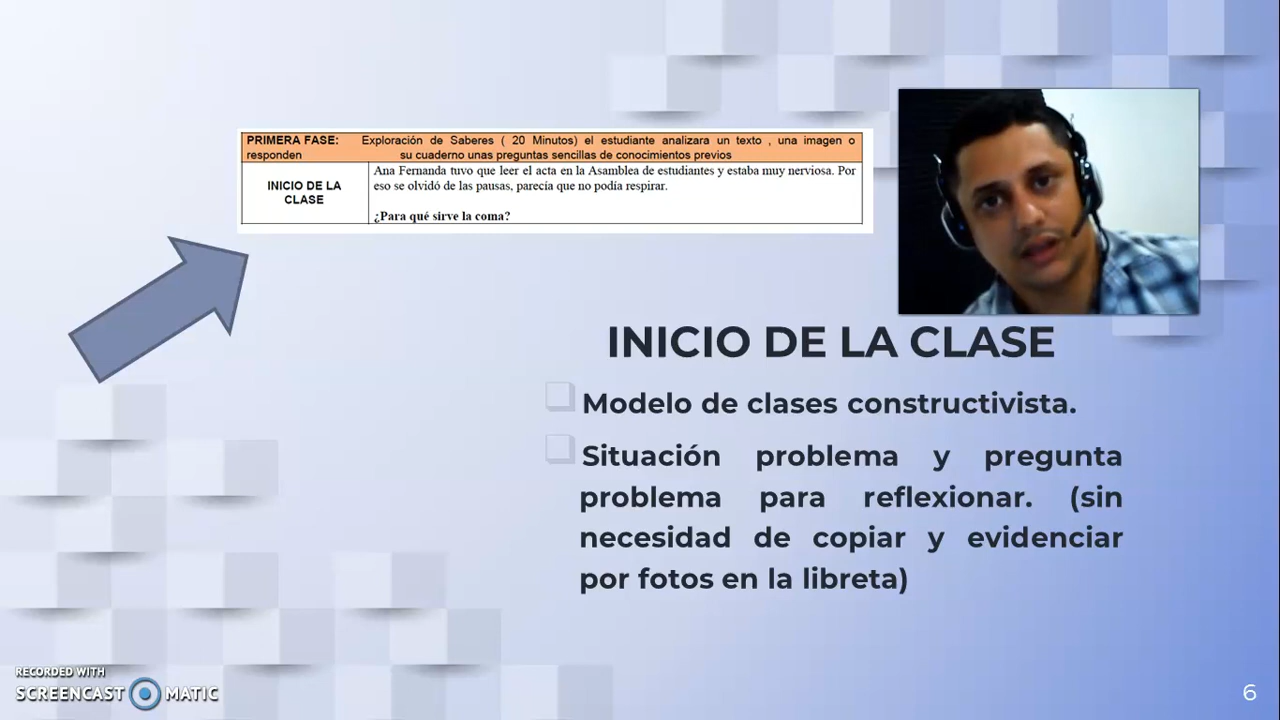 PRIMERA FASE: Exploración de Saberes ( 20 Minutos) el estudiante analizara un texto , una imagen o
responden su cuaderno unas preguntas sencillas de conocimientos previos
INICIO DE LA
CLASE
Ana Fernanda tuvo que leer el acta en la Asamblea de estudiantes y estaba muy nerviosa. Por
eso se olvidó de las pausas, parecía que no podía respirar.
¿Para qué sirve la coma?
INICIO DE LA CLASE
Modelo de clases constructivista.
Situación problema y pregunta
problema para reflexionar. (sin
necesidad de copiar y evidenciar
por fotos en la libreta)
RECORDED WITH
SCREENCAST MATIC
6